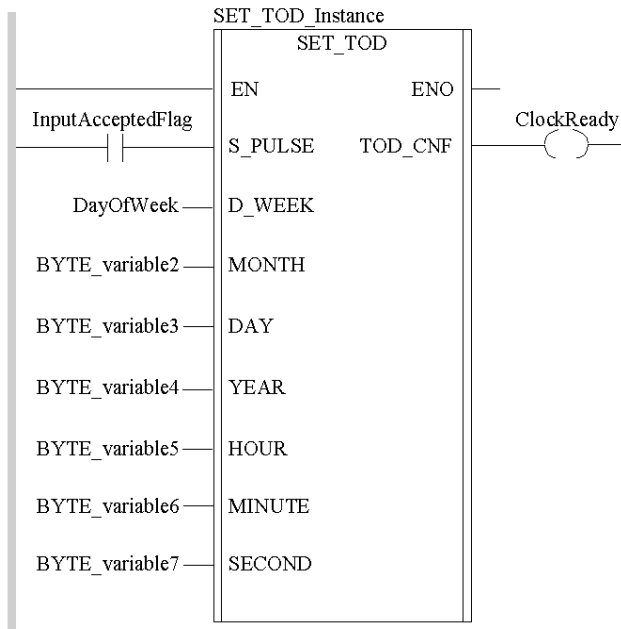 SET_TOD_Instance
SET_TOD
EN ENO
InputAcceptedFlag ClockReady
S_PULSE TOD_CNF
DayOfWeek D_WEEK
BYTE_variable2 MONTH
BYTE_variable3 DAY
BYTE_variable4 YEAR
BYTE_variable5 HOUR
BYTE_variable6 MINUTE
BYTE_variable7 SECOND